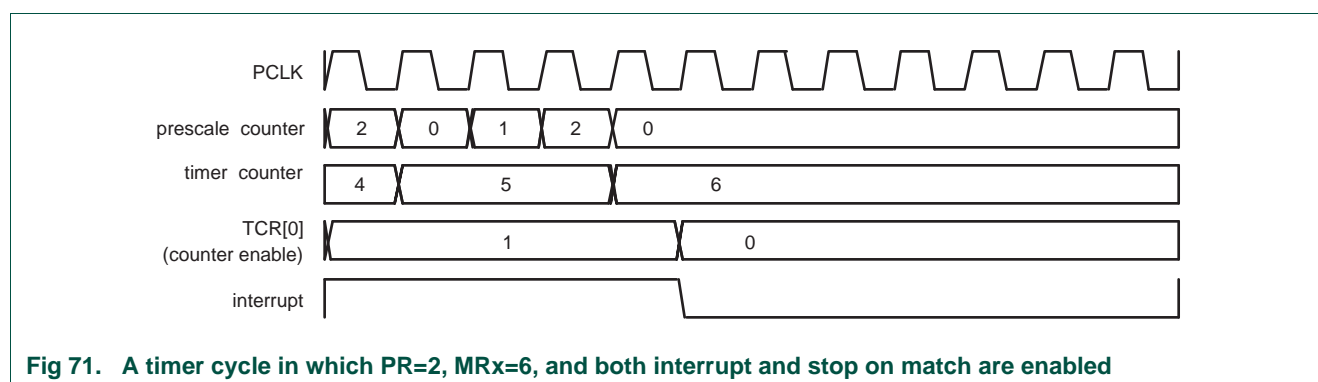 PCLK
prescale counter
2 0 1 2 0
timer counter
4 5 6
TCR[0]
(counter enable)
1 0
interrupt
Fig 71. A timer cycle in which PR=2, MRx=6, and both interrupt and stop on match are enabled